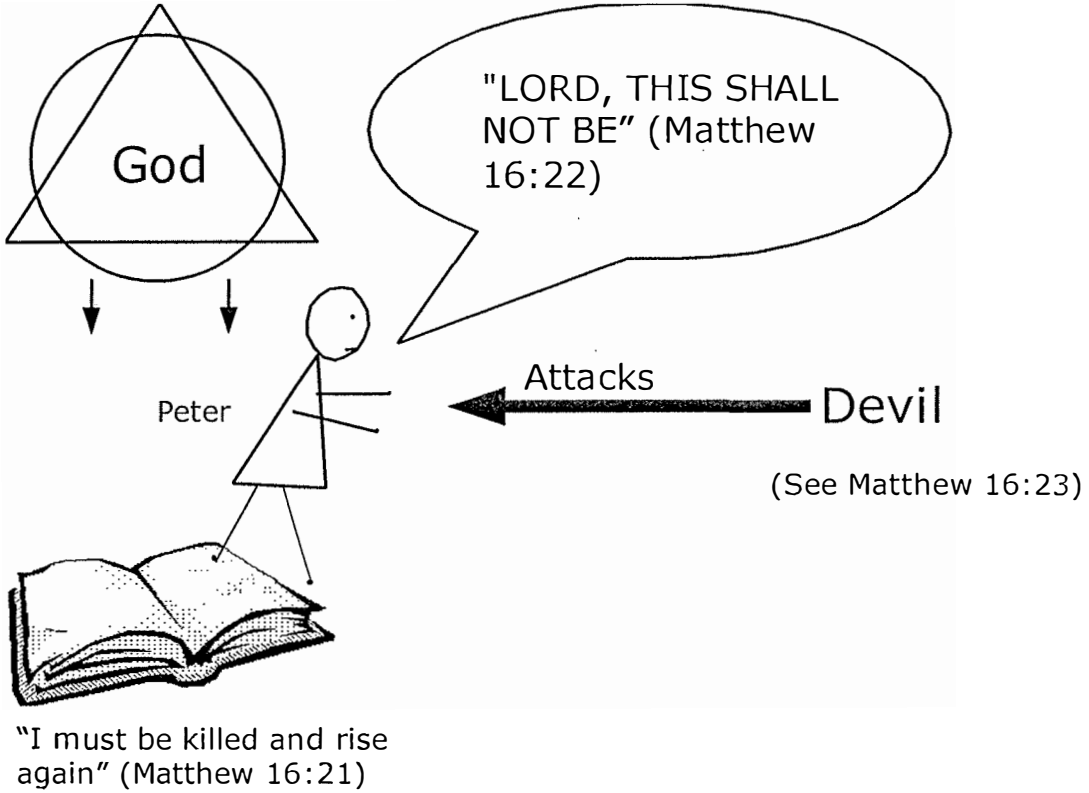 God
"LORD, THIS SHALL
NOT BE” (Matthew
16:22)
Peter
Attacks
Devil
(See Matthew 16:23)
“I must be killed and rise
again” (Matthew 16:21)